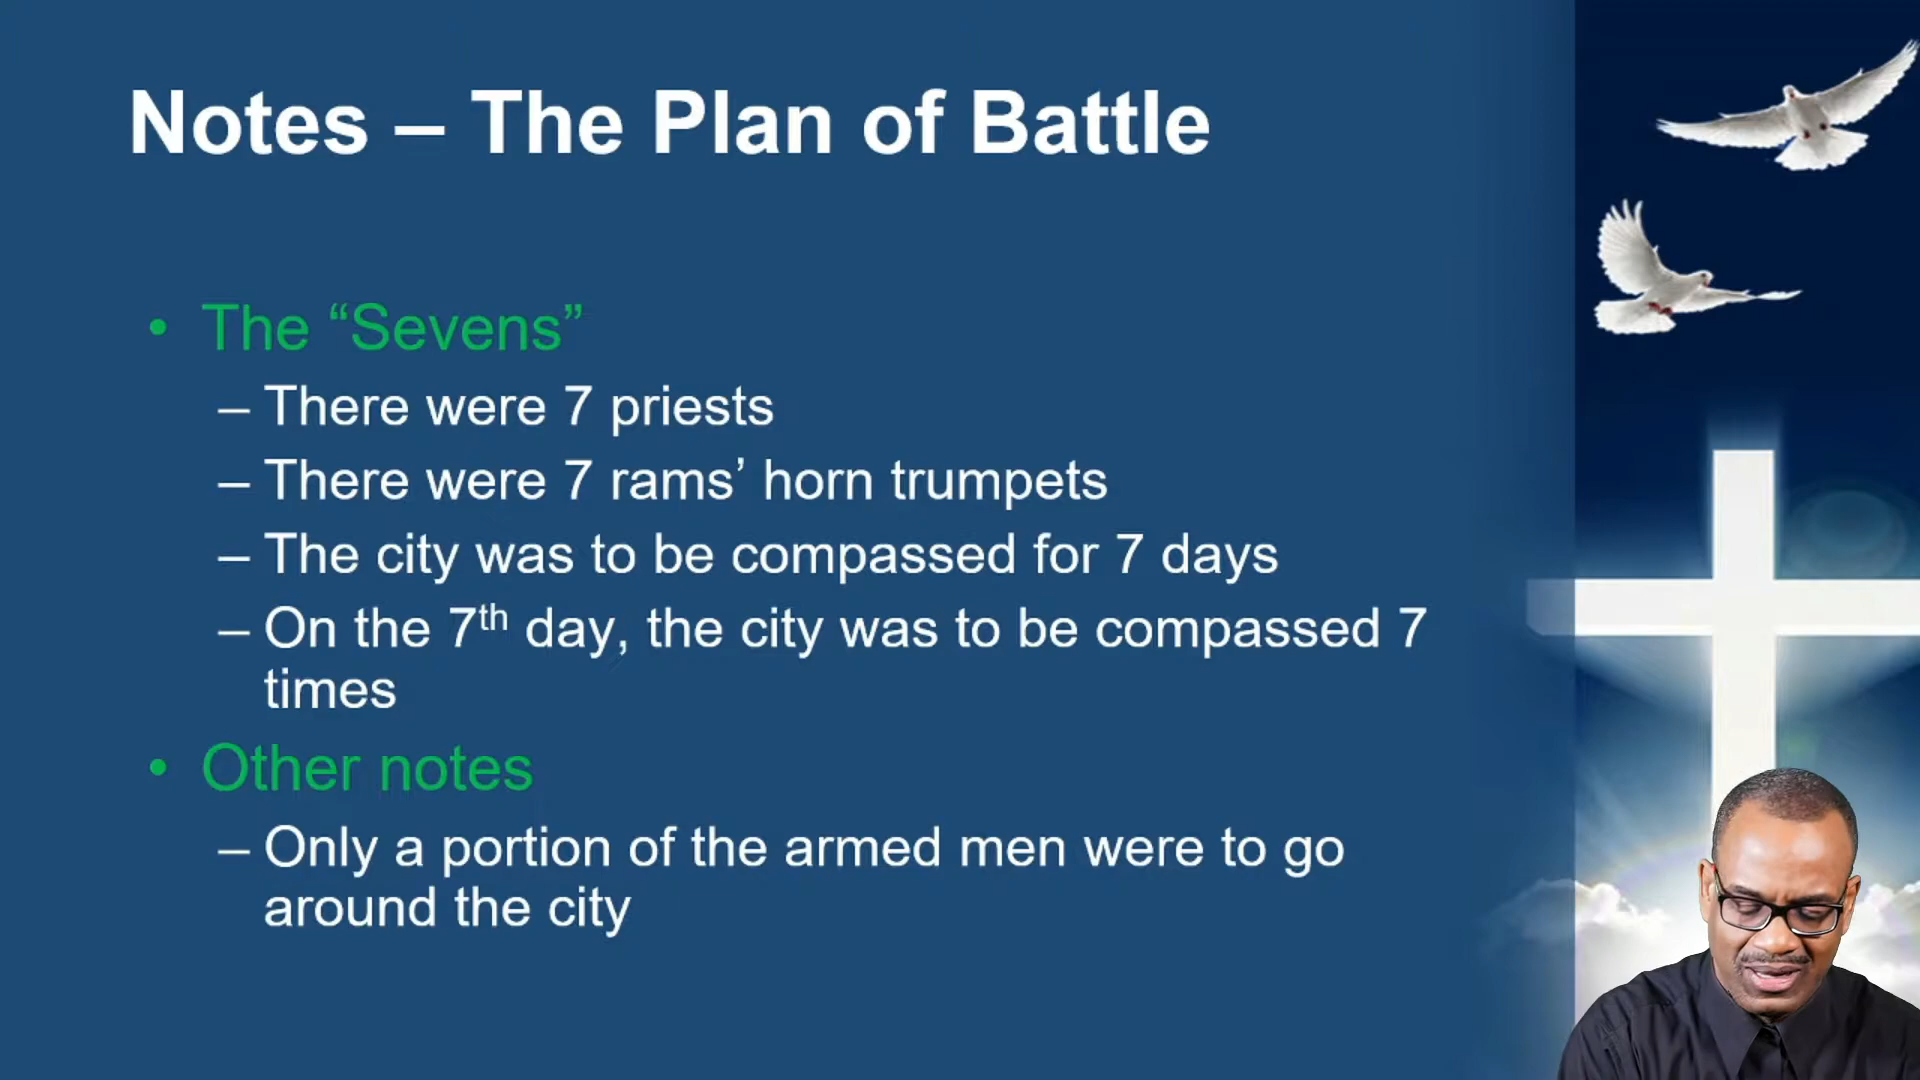 Notes – The Plan of Battle
• The “Sevens”
– There were 7 priests
– There were 7 rams’ horn trumpets
– The city was to be compassed for 7 days
– On the 7th day, the city was to be compassed 7
times
• Other notes
– Only a portion of the armed men were to go
around the city